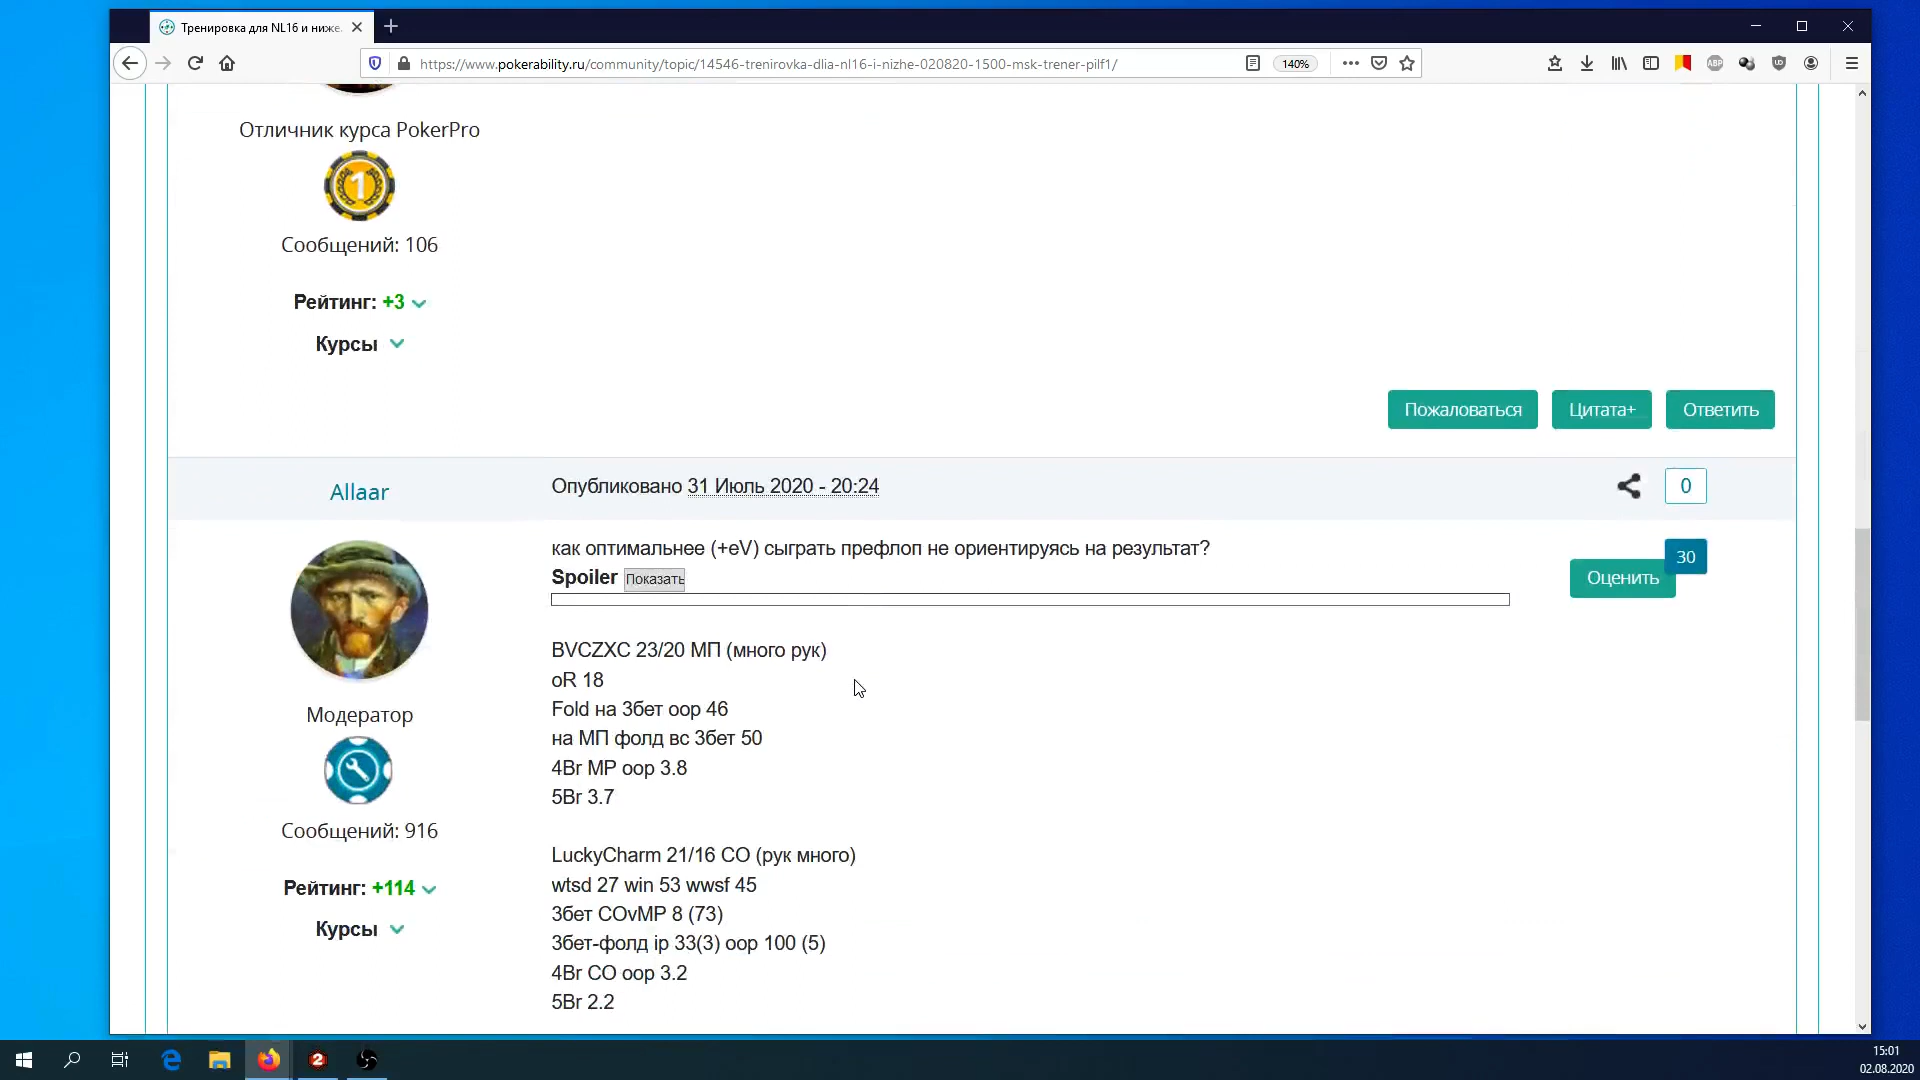 Тренировка для NL16 и ниже.
https://www.pokerability.ru/community/topic/14546-trenirovka-dlia-nl16-i-nizhe-020820-1500-msk-trener-pilf1/
140%
ABP
Отличник курса PokerPro
1
Сообщений: 106
Рейтинг: +3
Курсы
Пожаловаться
Цитата+
Ответить
Allaar
Опубликовано 31 Июль 2020 - 20:24
0
как оптимальнее (+eV) сыграть префлоп не ориентируясь на результат?
30
Spoiler Показать
Оценить
BVCZXC 23/20 МП (много рук)
oR 18
Fold на 3бет оор 46
на МП фолд вс 3бет 50
4Br MP oop 3.8
5Br 3.7
Модератор
Сообщений: 916
LuckyCharm 21/16 CO (рук много)
wtsd 27 win 53 wwsf 45
3бет COvMP 8 (73)
3бет-фолд ip 33(3) oop 100 (5)
4Br CO oop 3.2
5Br 2.2
Рейтинг: +114
Курсы
2
15:01
02.08.2020